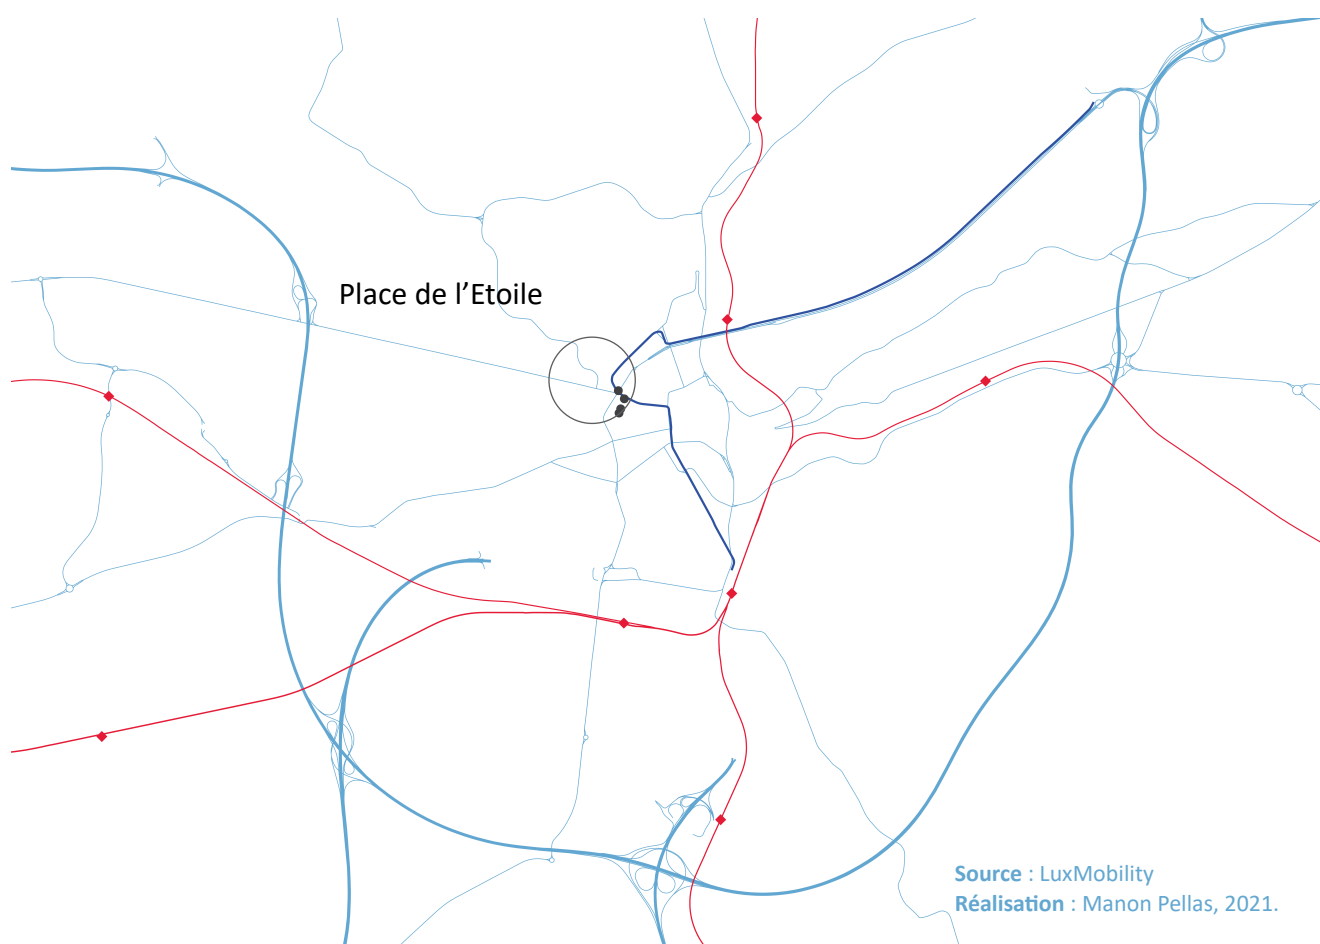 Place de l’Etoile
Source : LuxMobility
Réalisation : Manon Pellas, 2021.